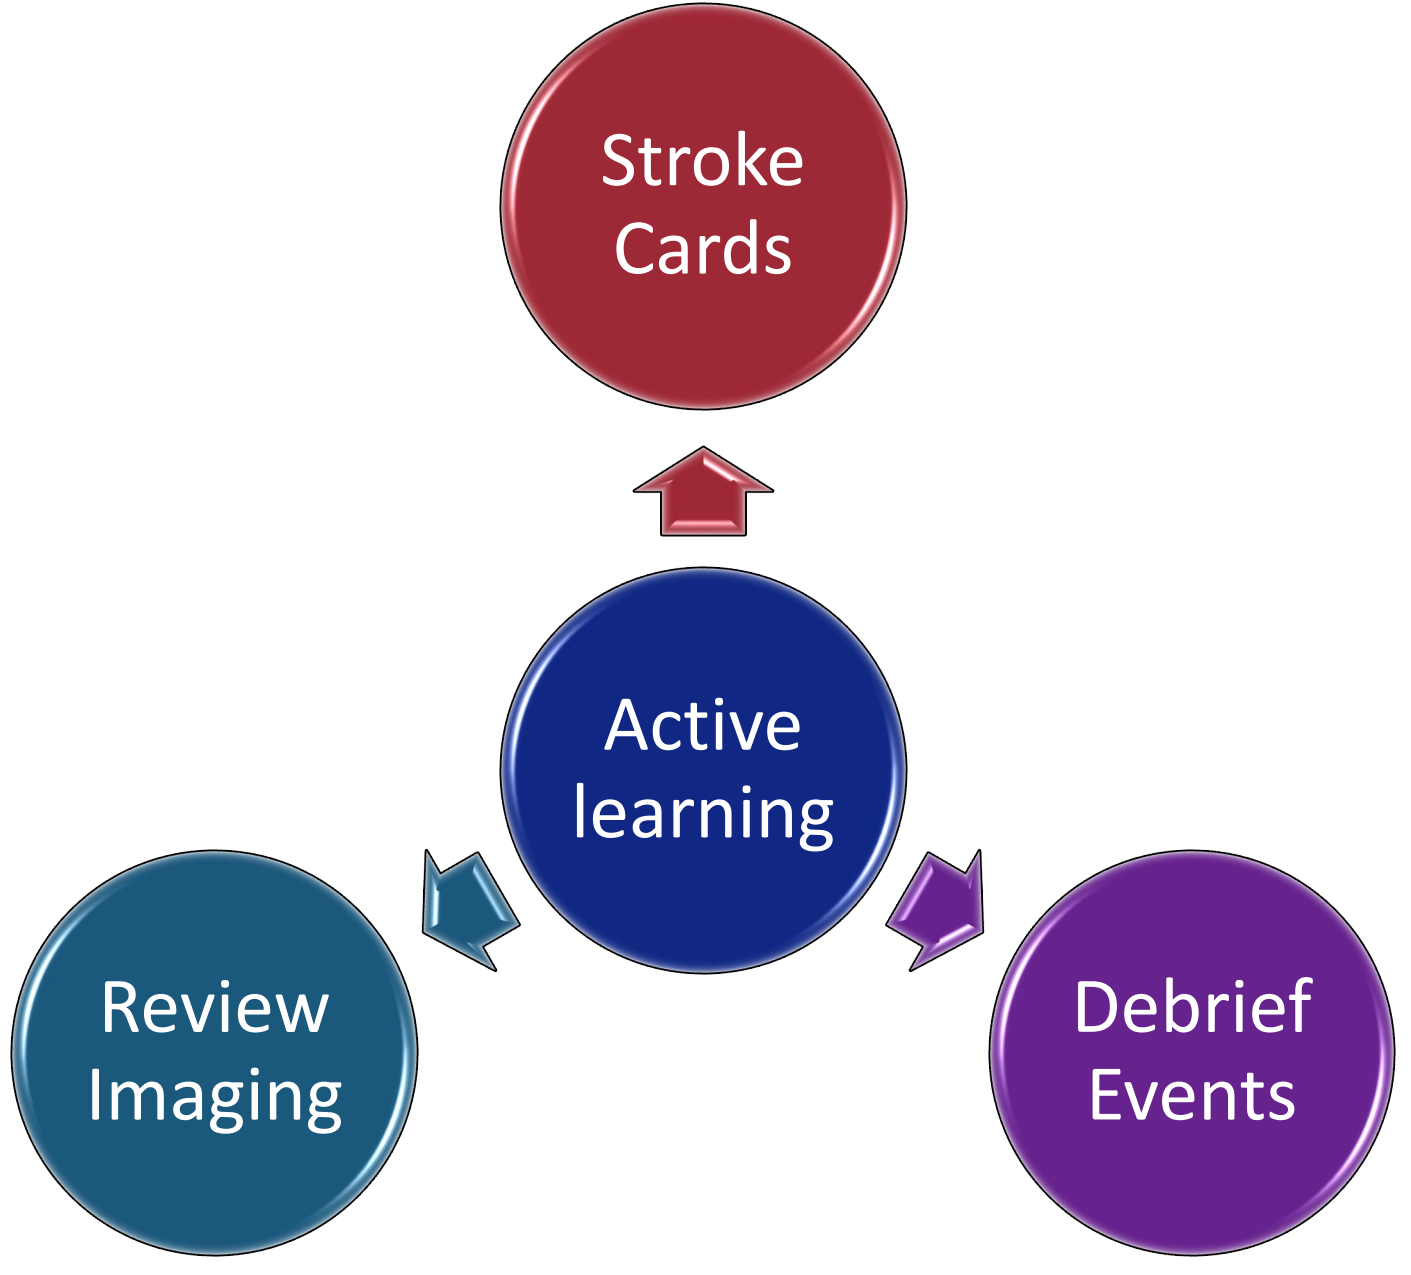 Stroke
Cards
Active
learning
Review
Imaging
Debrief
Events